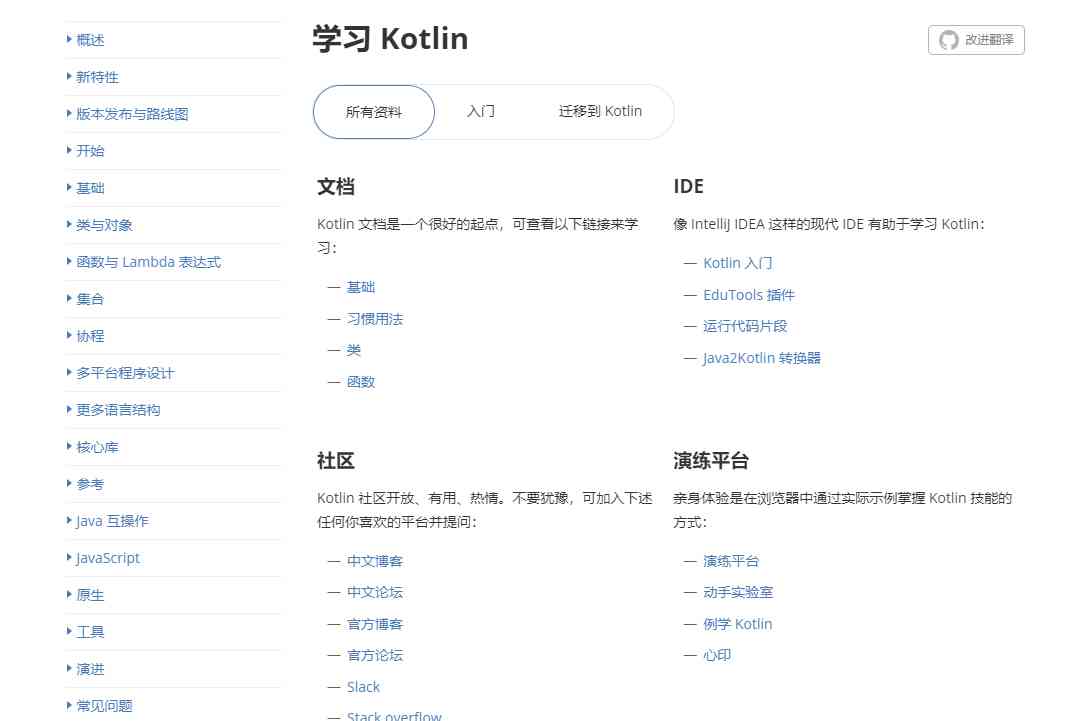 概述
新特性
版本发布与路线图
开始
基础
类与对象
函数与 Lambda 表达式
集合
协程
多平台程序设计
更多语言结构
核心库
参考
Java 互操作
JavaScript
原生
工具
演进
常见问题
学习 Kotlin
改进翻译
所有资料
入门
迁移到 Kotlin
文档
Kotlin 文档是一个很好的起点，可查看以下链接来学
习：
— 基础
— 习惯用法
— 类
— 函数
IDE
像 IntelliJ IDEA 这样的现代 IDE 有助于学习 Kotlin：
— Kotlin 入门
— EduTools 插件
— 运行代码片段
— Java2Kotlin 转换器
社区
Kotlin 社区开放、有用、热情。不要犹豫，可加入下述
任何你喜欢的平台并提问：
— 中文博客
— 中文论坛
— 官方博客
— 官方论坛
— Slack
— Stack overflow
演练平台
亲身体验是在浏览器中通过实际示例掌握 Kotlin 技能的
方式：
— 演练平台
— 动手实验室
— 例学 Kotlin
— 心印